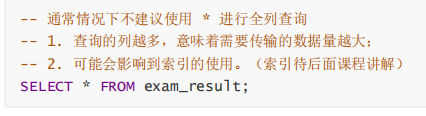 -- 通常情况下不建议使用 * 进行全列查询
-- 1. 查询的列越多，意味着需要传输的数据量越大；
-- 2. 可能会影响到索引的使用。（索引待后面课程讲解）
SELECT * FROM exam_result;